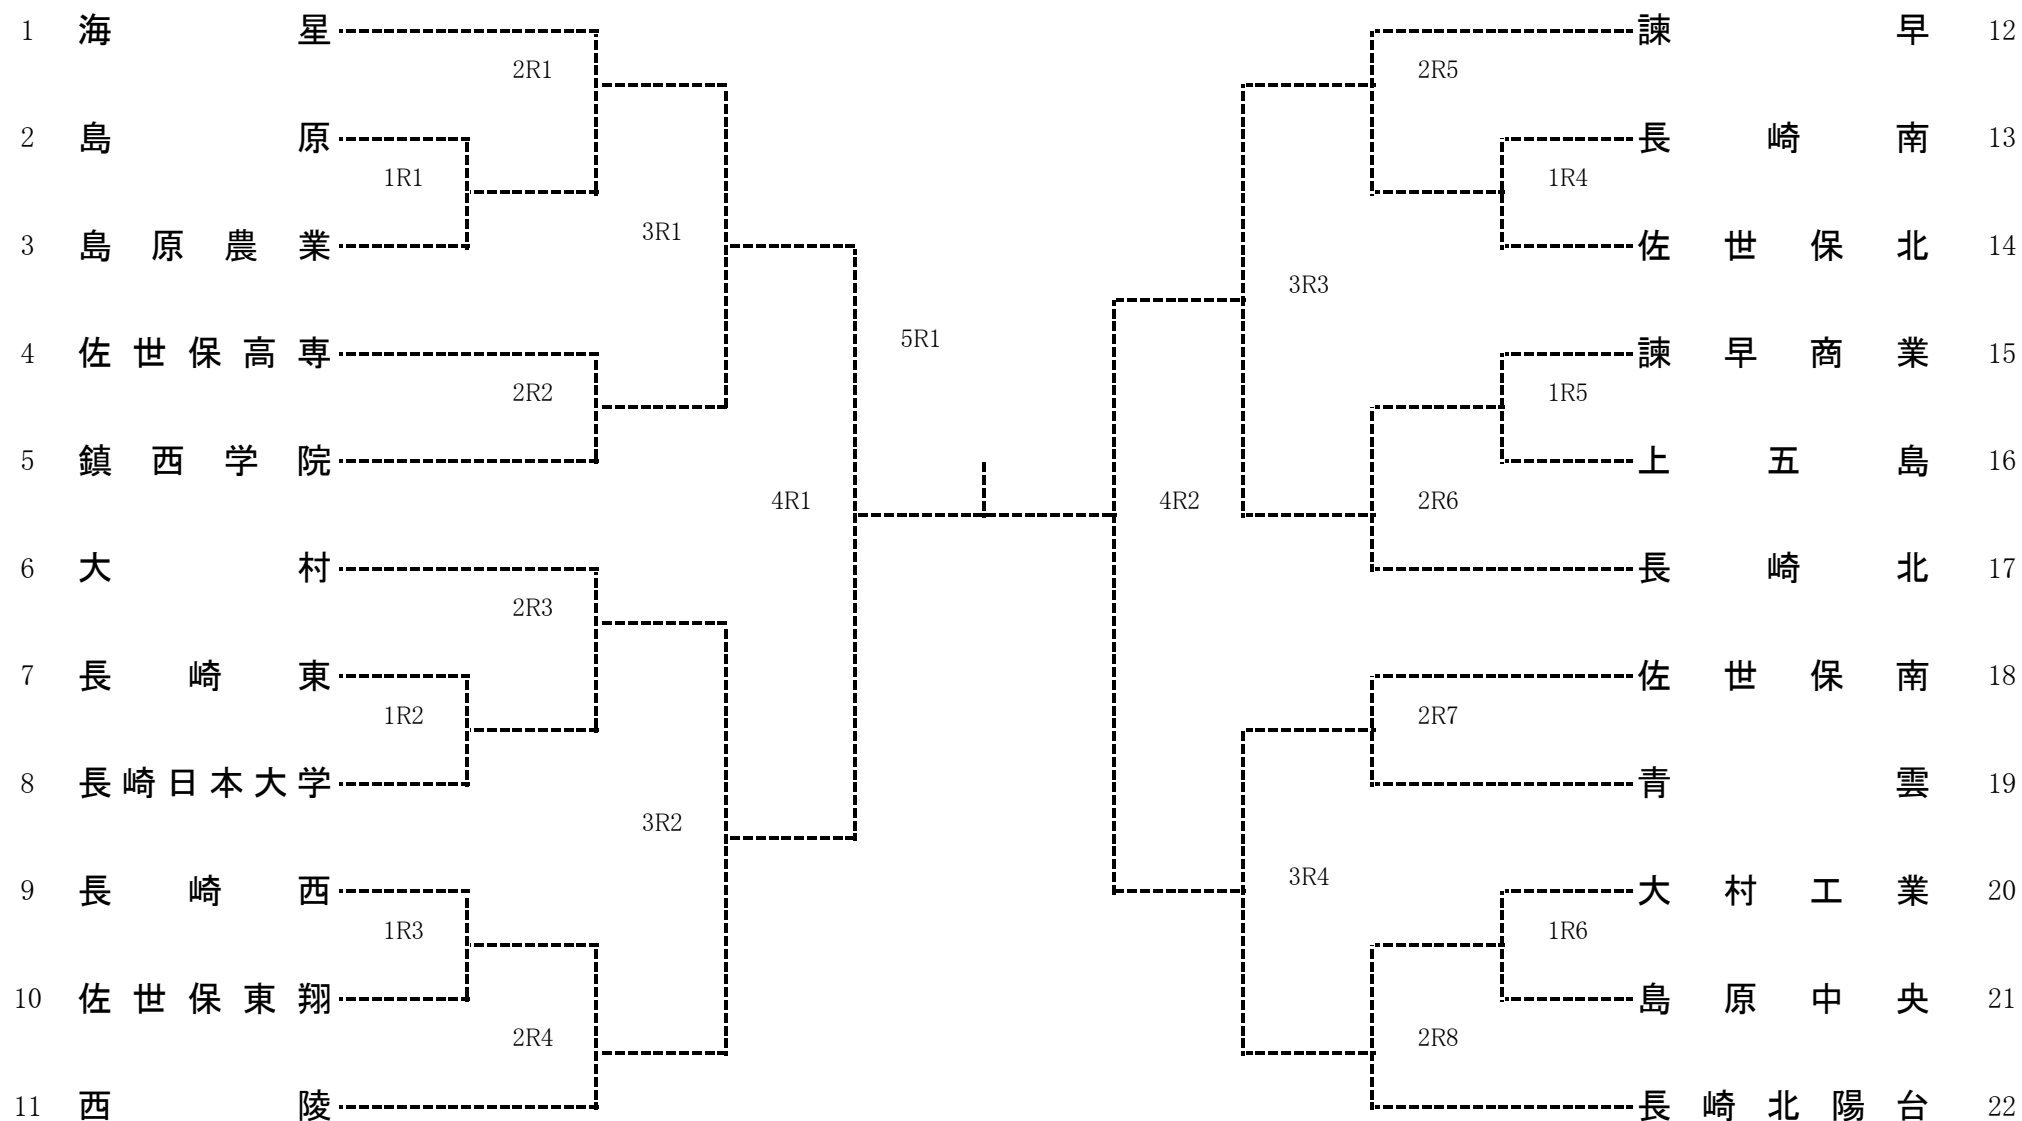 1 海星 諫早 12
2R1 2R5
2 島原 長崎南 13
1R1 1R4
3 島原農業 佐世保北 14
3R1
3R3
5R1
4 佐世保高専 諫早商業 15
2R2 1R5
5 鎮西学院 上五島 16
4R1 4R2 2R6
6 大村 長崎北 17
2R3
7 長崎東 佐世保南 18
1R2 2R7
8 長崎日本大学 青雲 19
3R2
3R4
9 長崎西 大村工業 20
1R3 1R6
10 佐世保東翔 島原中央 21
2R4 2R8
11 西陵 長崎北陽台 22